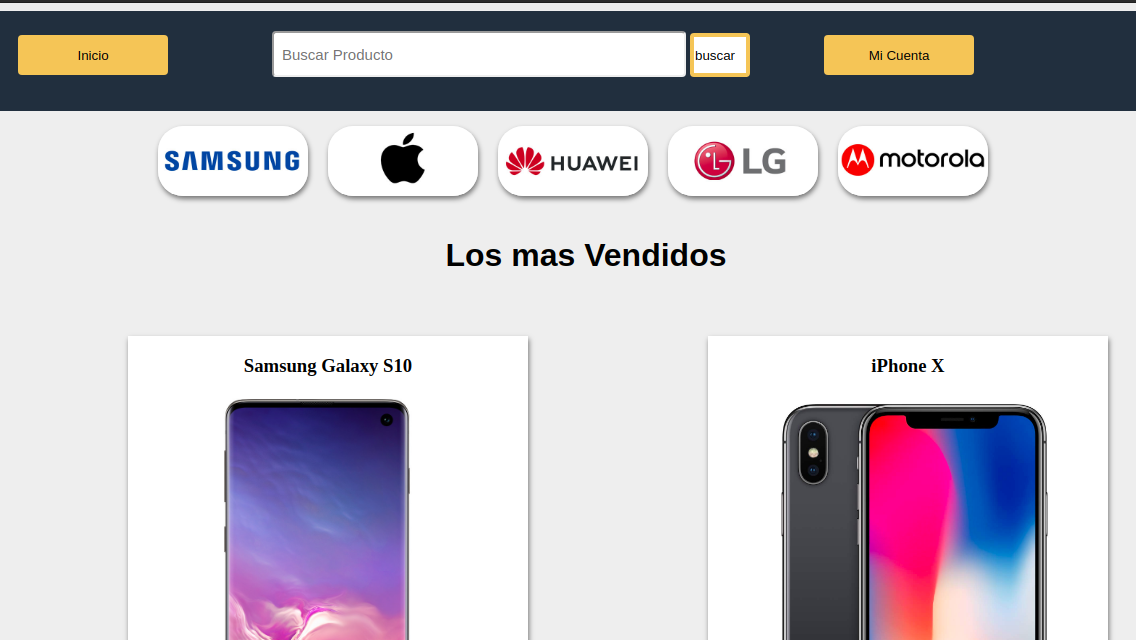 Inicio
Buscar Producto
buscar
Mi Cuenta
SAMSUNG
HUAWEI
LG
motorola
Los mas Vendidos
Samsung Galaxy S10
iPhone X